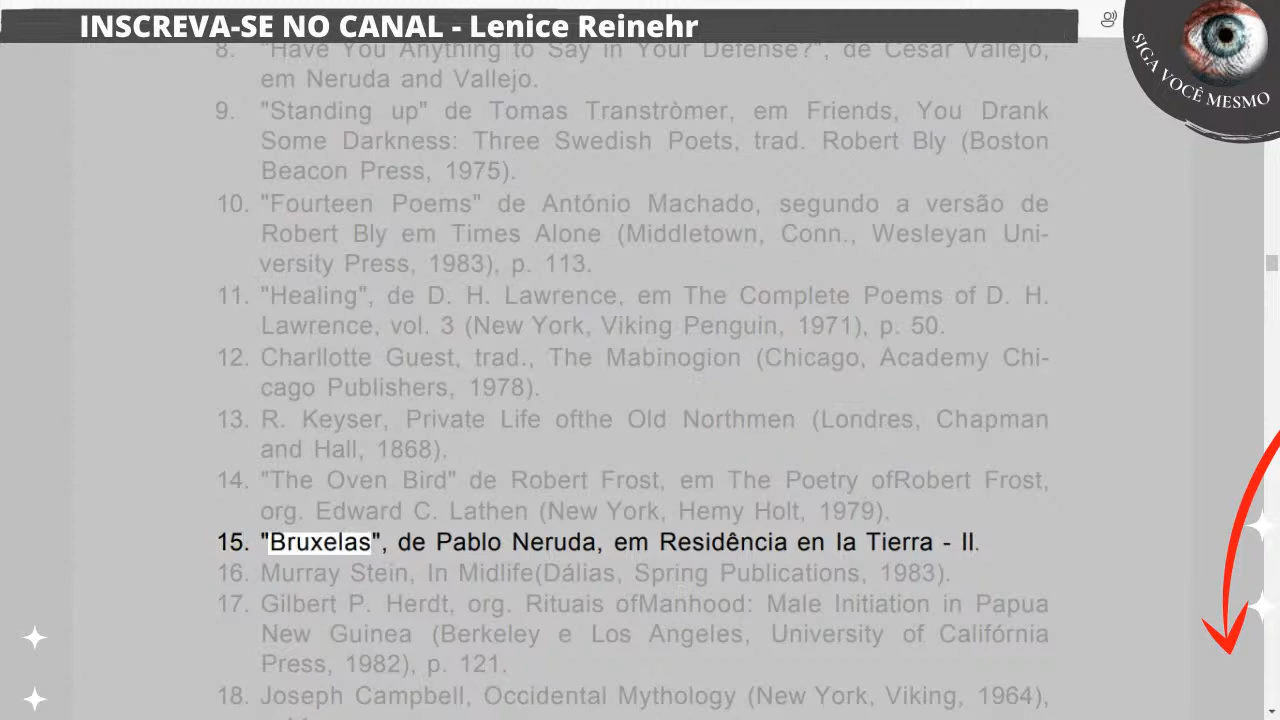 INSCREVA-SE NO CANAL - Lenice Reinehr
SIGA VOCÊ MESMO
8. "Have You Anything to Say in Your Defense?", de César Vallejo,
em Neruda and Vallejo.
9. "Standing up" de Tomas Transtròmer, em Friends, You Drank
Some Darkness: Three Swedish Poets, trad. Robert Bly (Boston
Beacon Press, 1975).
10. "Fourteen Poems" de António Machado, segundo a versão de
Robert Bly em Times Alone (Middletown, Conn., Wesleyan Uni-
versity Press, 1983), p. 113.
11. "Healing", de D. H. Lawrence, em The Complete Poems of D. H.
Lawrence, vol. 3 (New York, Viking Penguin, 1971), p. 50.
12. Charllotte Guest, trad., The Mabinogion (Chicago, Academy Chi-
cago Publishers, 1978).
13. R. Keyser, Private Life ofthe Old Northmen (Londres, Chapman
and Hall, 1868).
14. "The Oven Bird" de Robert Frost, em The Poetry ofRobert Frost,
org. Edward C. Lathen (New York, Hemy Holt, 1979).
15. "Bruxelas", de Pablo Neruda, em Residência en la Tierra - II.
16. Murray Stein, In Midlife(Dálias, Spring Publications, 1983).
17. Gilbert P. Herdt, org. Rituais ofManhood: Male Initiation in Papua
New Guinea (Berkeley e Los Angeles, University of Califórnia
Press, 1982), p. 121.
18. Joseph Campbell, Occidental Mythology (New York, Viking, 1964),